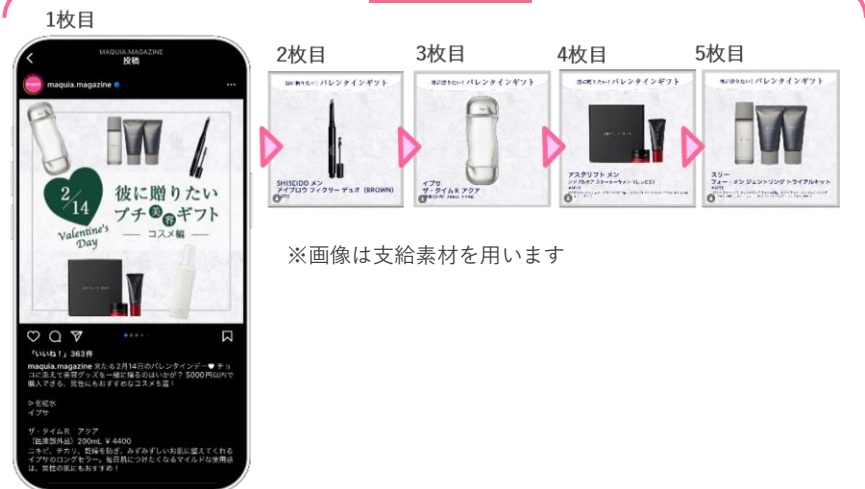 1枚目
MAQUIA.MAGAZINE
投稿
maquia.magazine
2/14
Valentine's
Day
彼に贈りたい
プチ美容ギフト
コスメ編
「いいね！」363件
maquia.magazine 来たる2月14日のバレンタインデー♥ チョ
コに添えて美容グッズを一緒に贈るのはいかが？ 5000円以内で
購入できる、男性にもおすすめなコスメ5選！
▷化粧水
イプサ
ザ・タイムR アクア
（医薬部外品）200mL ¥4400
ニキビ、テカリ、乾燥を防ぎ、みずみずしいお肌に整えてくれる
イプサのロングセラー。毎日肌につけたくなるマイルドな使用感
は、男性の肌にもおすすめ！
2枚目
彼に贈りたい！バレンタインギフト
SHISEIDO メン
アイブロウ フィクサー デュオ（BROWN）
3枚目
彼に贈りたい！バレンタインギフト
イプサ
ザ・タイムR アクア
4枚目
彼に贈りたい！バレンタインギフト
アスタリフト メン
5枚目
彼に贈りたい！バレンタインギフト
スリー
フォー・メン ジェントリング トライアルキット
※画像は支給素材を用います